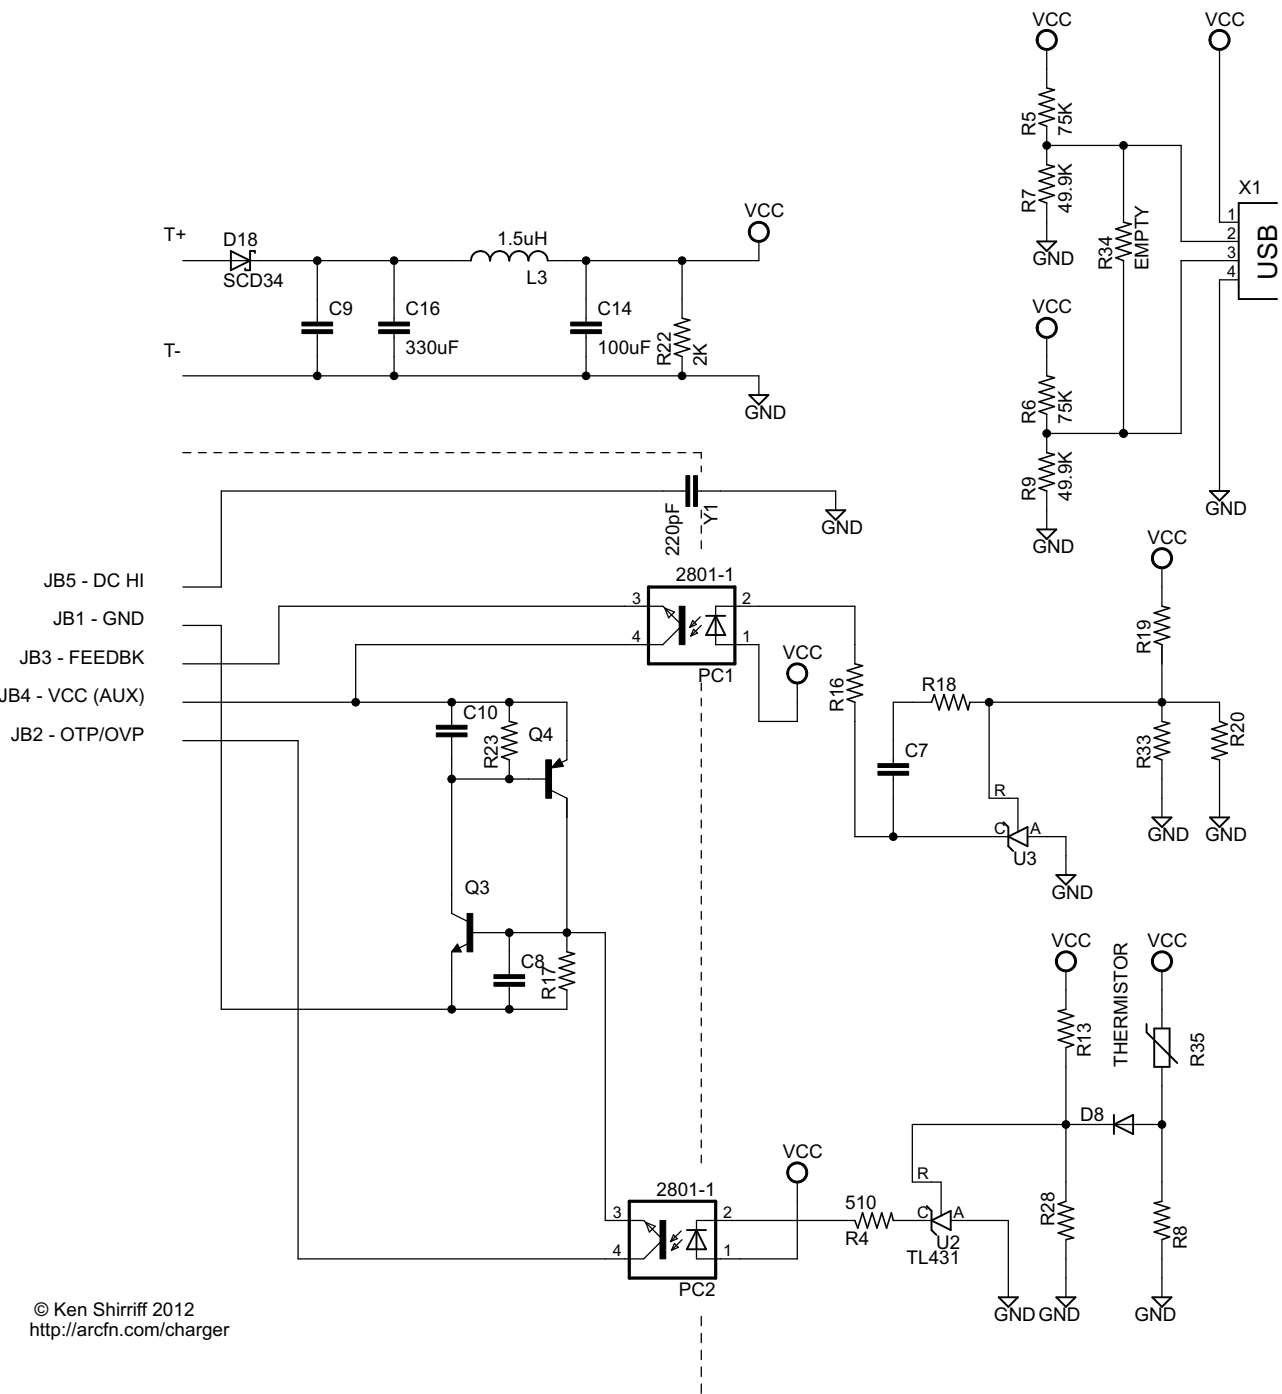 VCC
VCC
R5
75K
R7
49.9K
GND
R34
EMPTY
X1
1
2
3
4
USB
VCC
R6
75K
R9
49.9K
GND
GND
T+
D18
SCD34
1.5uH
L3
VCC
C9
C16
330uF
C14
100uF
R22
2K
T-
GND
220pF
Y1
GND
JB5 - DC HI
JB1 - GND
JB3 - FEEDBK
JB4 - VCC (AUX)
JB2 - OTP/OVP
2801-1
3
4
2
1
PC1
VCC
R16
C10
R23
Q4
Q3
C8
R17
VCC
R19
R18
C7
R33
R20
GND
GND
R
C
A
U3
GND
VCC
THERMISTOR
VCC
R13
R35
D8
VCC
2801-1
3
4
2
1
PC2
510
R4
R
C
A
U2
TL431
R28
R8
GND
GND
GND
© Ken Shirriff 2012
http://arcfn.com/charger